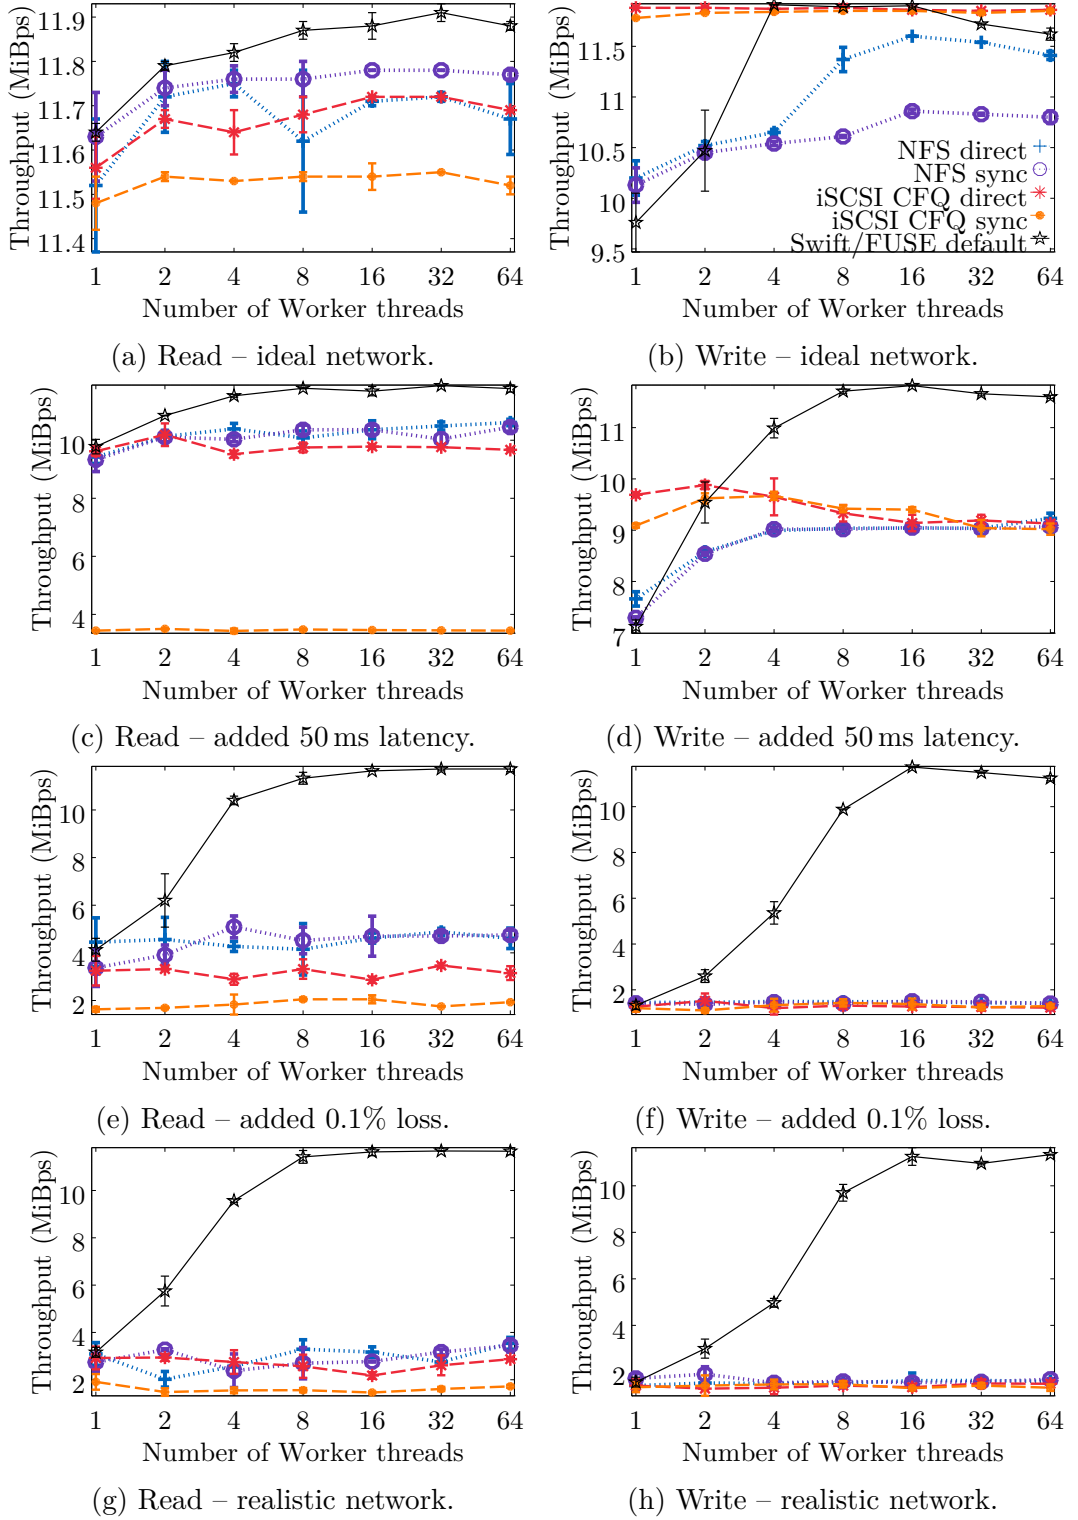 Throughput (MiBps)
11.9
11.8
11.7
11.6
11.5
11.4
1 2 4 8 16 32 64
Number of Worker threads
(a) Read – ideal network.
Throughput (MiBps)
11.5
11
10.5
10
9.5
NFS direct
NFS sync
iSCSI CFQ direct
iSCSI CFQ sync
Swift/FUSE default
1 2 4 8 16 32 64
Number of Worker threads
(b) Write – ideal network.
Throughput (MiBps)
10
8
6
4
1 2 4 8 16 32 64
Number of Worker threads
(c) Read – added 50 ms latency.
Throughput (MiBps)
11
10
9
8
7
1 2 4 8 16 32 64
Number of Worker threads
(d) Write – added 50 ms latency.
Throughput (MiBps)
10
8
6
4
2
1 2 4 8 16 32 64
Number of Worker threads
(e) Read – added 0.1% loss.
Throughput (MiBps)
10
8
6
4
2
1 2 4 8 16 32 64
Number of Worker threads
(f) Write – added 0.1% loss.
Throughput (MiBps)
10
8
6
4
2
1 2 4 8 16 32 64
Number of Worker threads
(g) Read – realistic network.
Throughput (MiBps)
10
8
6
4
2
1 2 4 8 16 32 64
Number of Worker threads
(h) Write – realistic network.